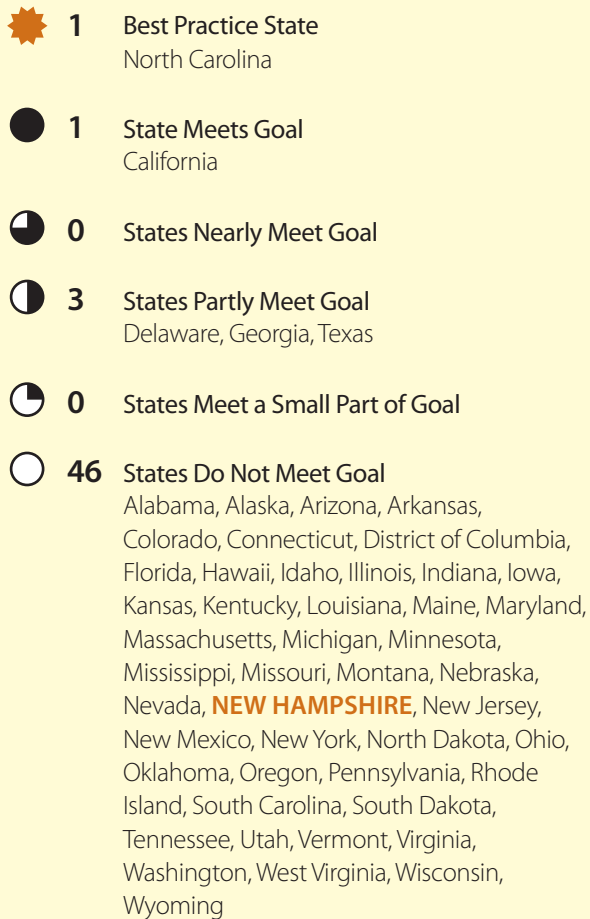 1 Best Practice State
North Carolina
1 State Meets Goal
California
0 States Nearly Meet Goal
3 States Partly Meet Goal
Delaware, Georgia, Texas
0 States Meet a Small Part of Goal
46 States Do Not Meet Goal
Alabama, Alaska, Arizona, Arkansas,
Colorado, Connecticut, District of Columbia,
Florida, Hawaii, Idaho, Illinois, Indiana, Iowa,
Kansas, Kentucky, Louisiana, Maine, Maryland,
Massachusetts, Michigan, Minnesota,
Mississippi, Missouri, Montana, Nebraska,
Nevada, NEW HAMPSHIRE, New Jersey,
New Mexico, New York, North Dakota, Ohio,
Oklahoma, Oregon, Pennsylvania, Rhode
Island, South Carolina, South Dakota,
Tennessee, Utah, Vermont, Virginia,
Washington, West Virginia, Wisconsin,
Wyoming